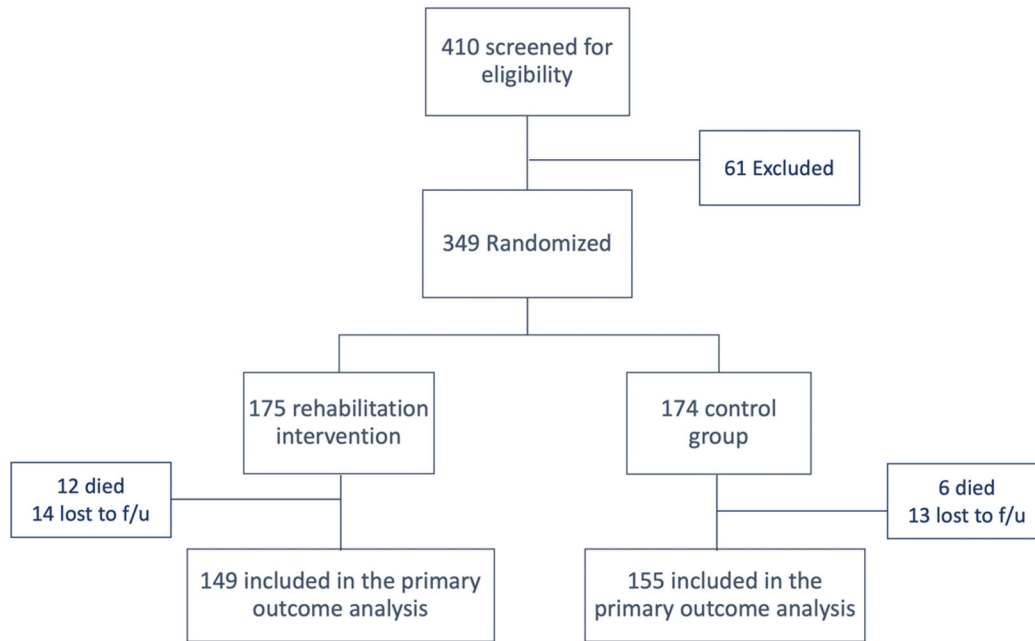 410 screened for
eligibility
61 Excluded
349 Randomized
175 rehabilitation
intervention
174 control
group
12 died
14 lost to f/u
6 died
13 lost to f/u
149 included in the primary
outcome analysis
155 included in the
primary outcome analysis